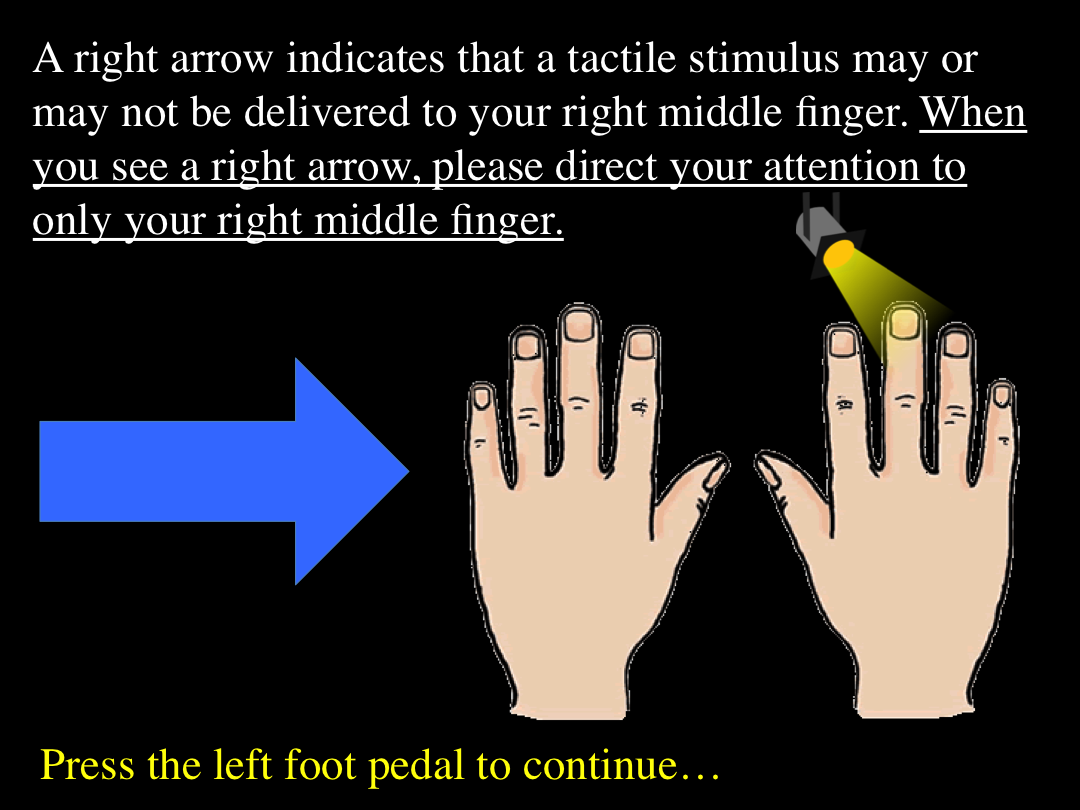 A right arrow indicates that a tactile stimulus may or
may not be delivered to your right middle finger. When
you see a right arrow, please direct your attention to
only your right middle finger.
Press the left foot pedal to continue…